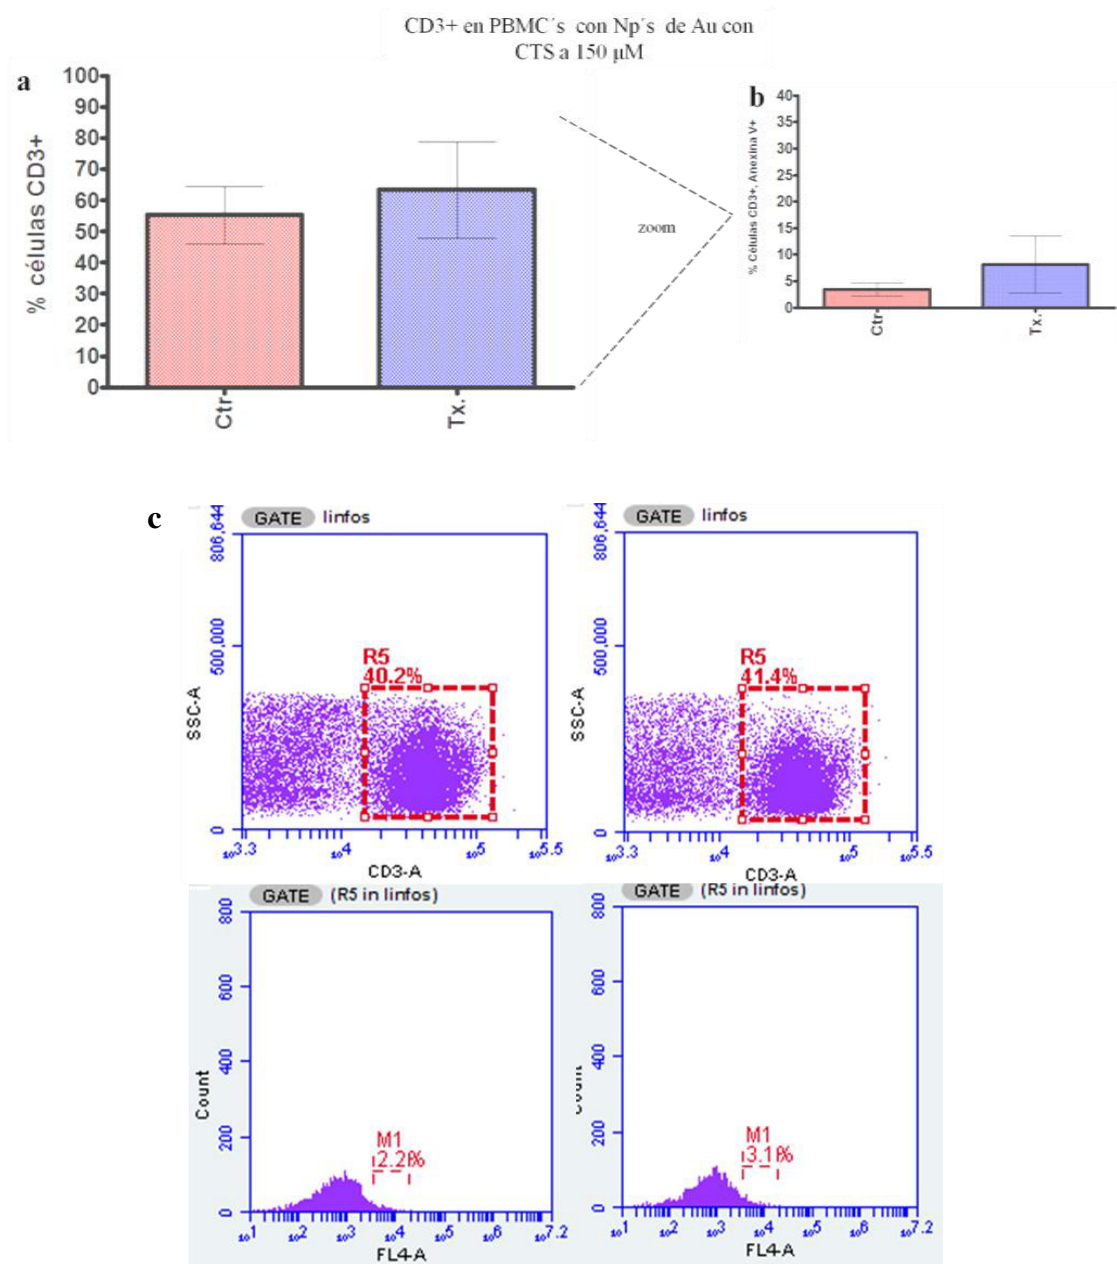 CD3+ en PBMC´s con Np´s de Au con
CTS a 150 µM
a
% células CD3+
100
90
80
70
60
50
40
30
20
10
0
Ctr
Tx.
zoom
b
% Células CD3+, Anexina V+
40
35
30
25
20
15
10
5
0
Ctr
Tx.
c
GATE linfos
806,644
500,000
0
SSC-A
R5
40.2%
10^3.3 10^4 10^5 10^5.5
CD3-A
GATE linfos
806,644
500,000
0
SSC-A
R5
41.4%
10^3.3 10^4 10^5 10^5.5
CD3-A
GATE (R5 in linfos)
800
600
400
200
0
Count
M1
2.2%
10^1 10^2 10^3 10^4 10^5 10^6 10^7.2
FL4-A
GATE (R5 in linfos)
800
600
400
200
0
Count
M1
3.1%
10^1 10^2 10^3 10^4 10^5 10^6 10^7.2
FL4-A